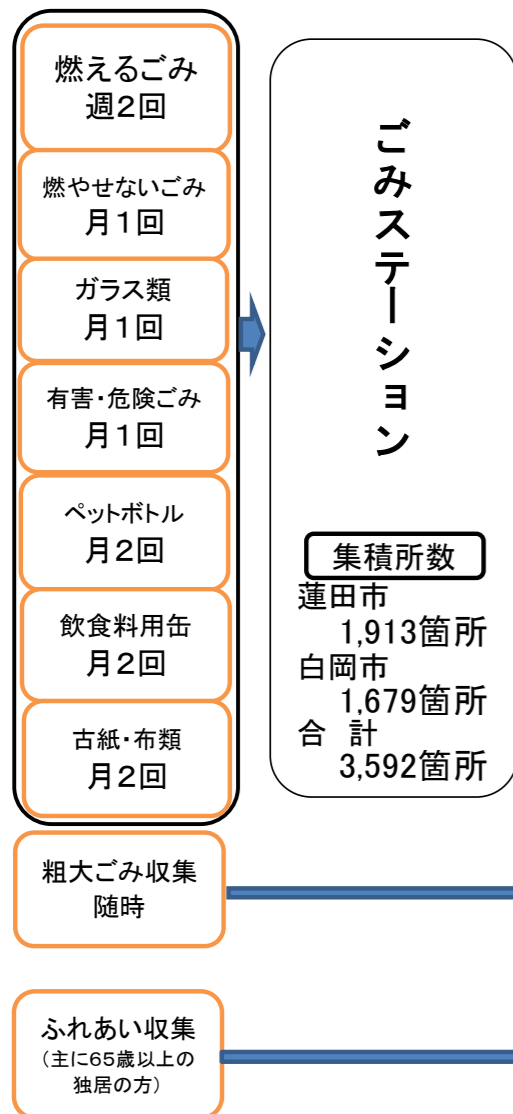 燃えるごみ
週2回
燃やせないごみ
月1回
ガラス類
月1回
有害・危険ごみ
月1回
ペットボトル
月2回
飲食料用缶
月2回
古紙・布類
月2回
粗大ごみ収集
随時
ふれあい収集
(主に65歳以上の
独居の方)
ごみステーション
集積所数
蓮田市
1,913箇所
白岡市
1,679箇所
合 計
3,592箇所